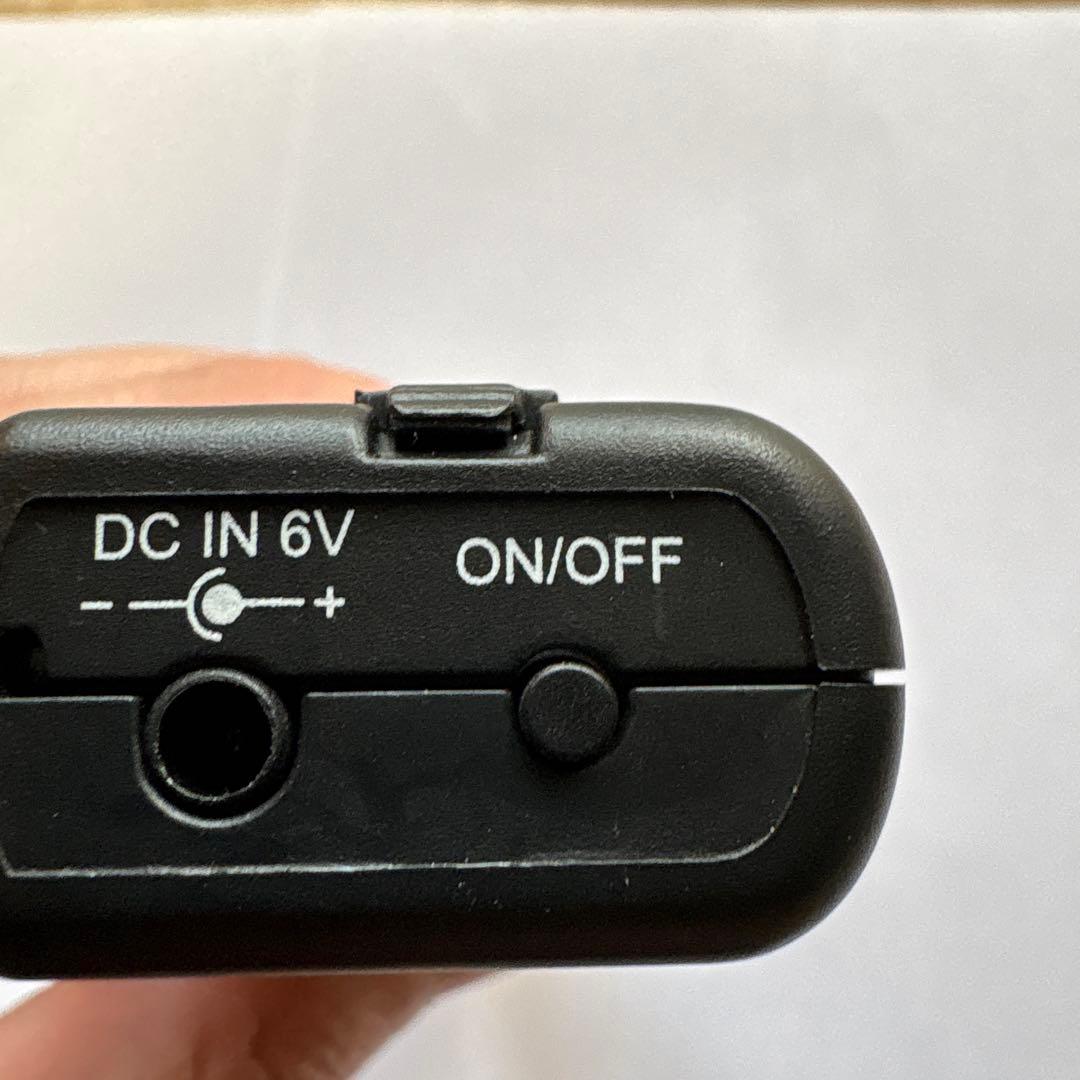 DC IN 6V
ON/OFF
- +